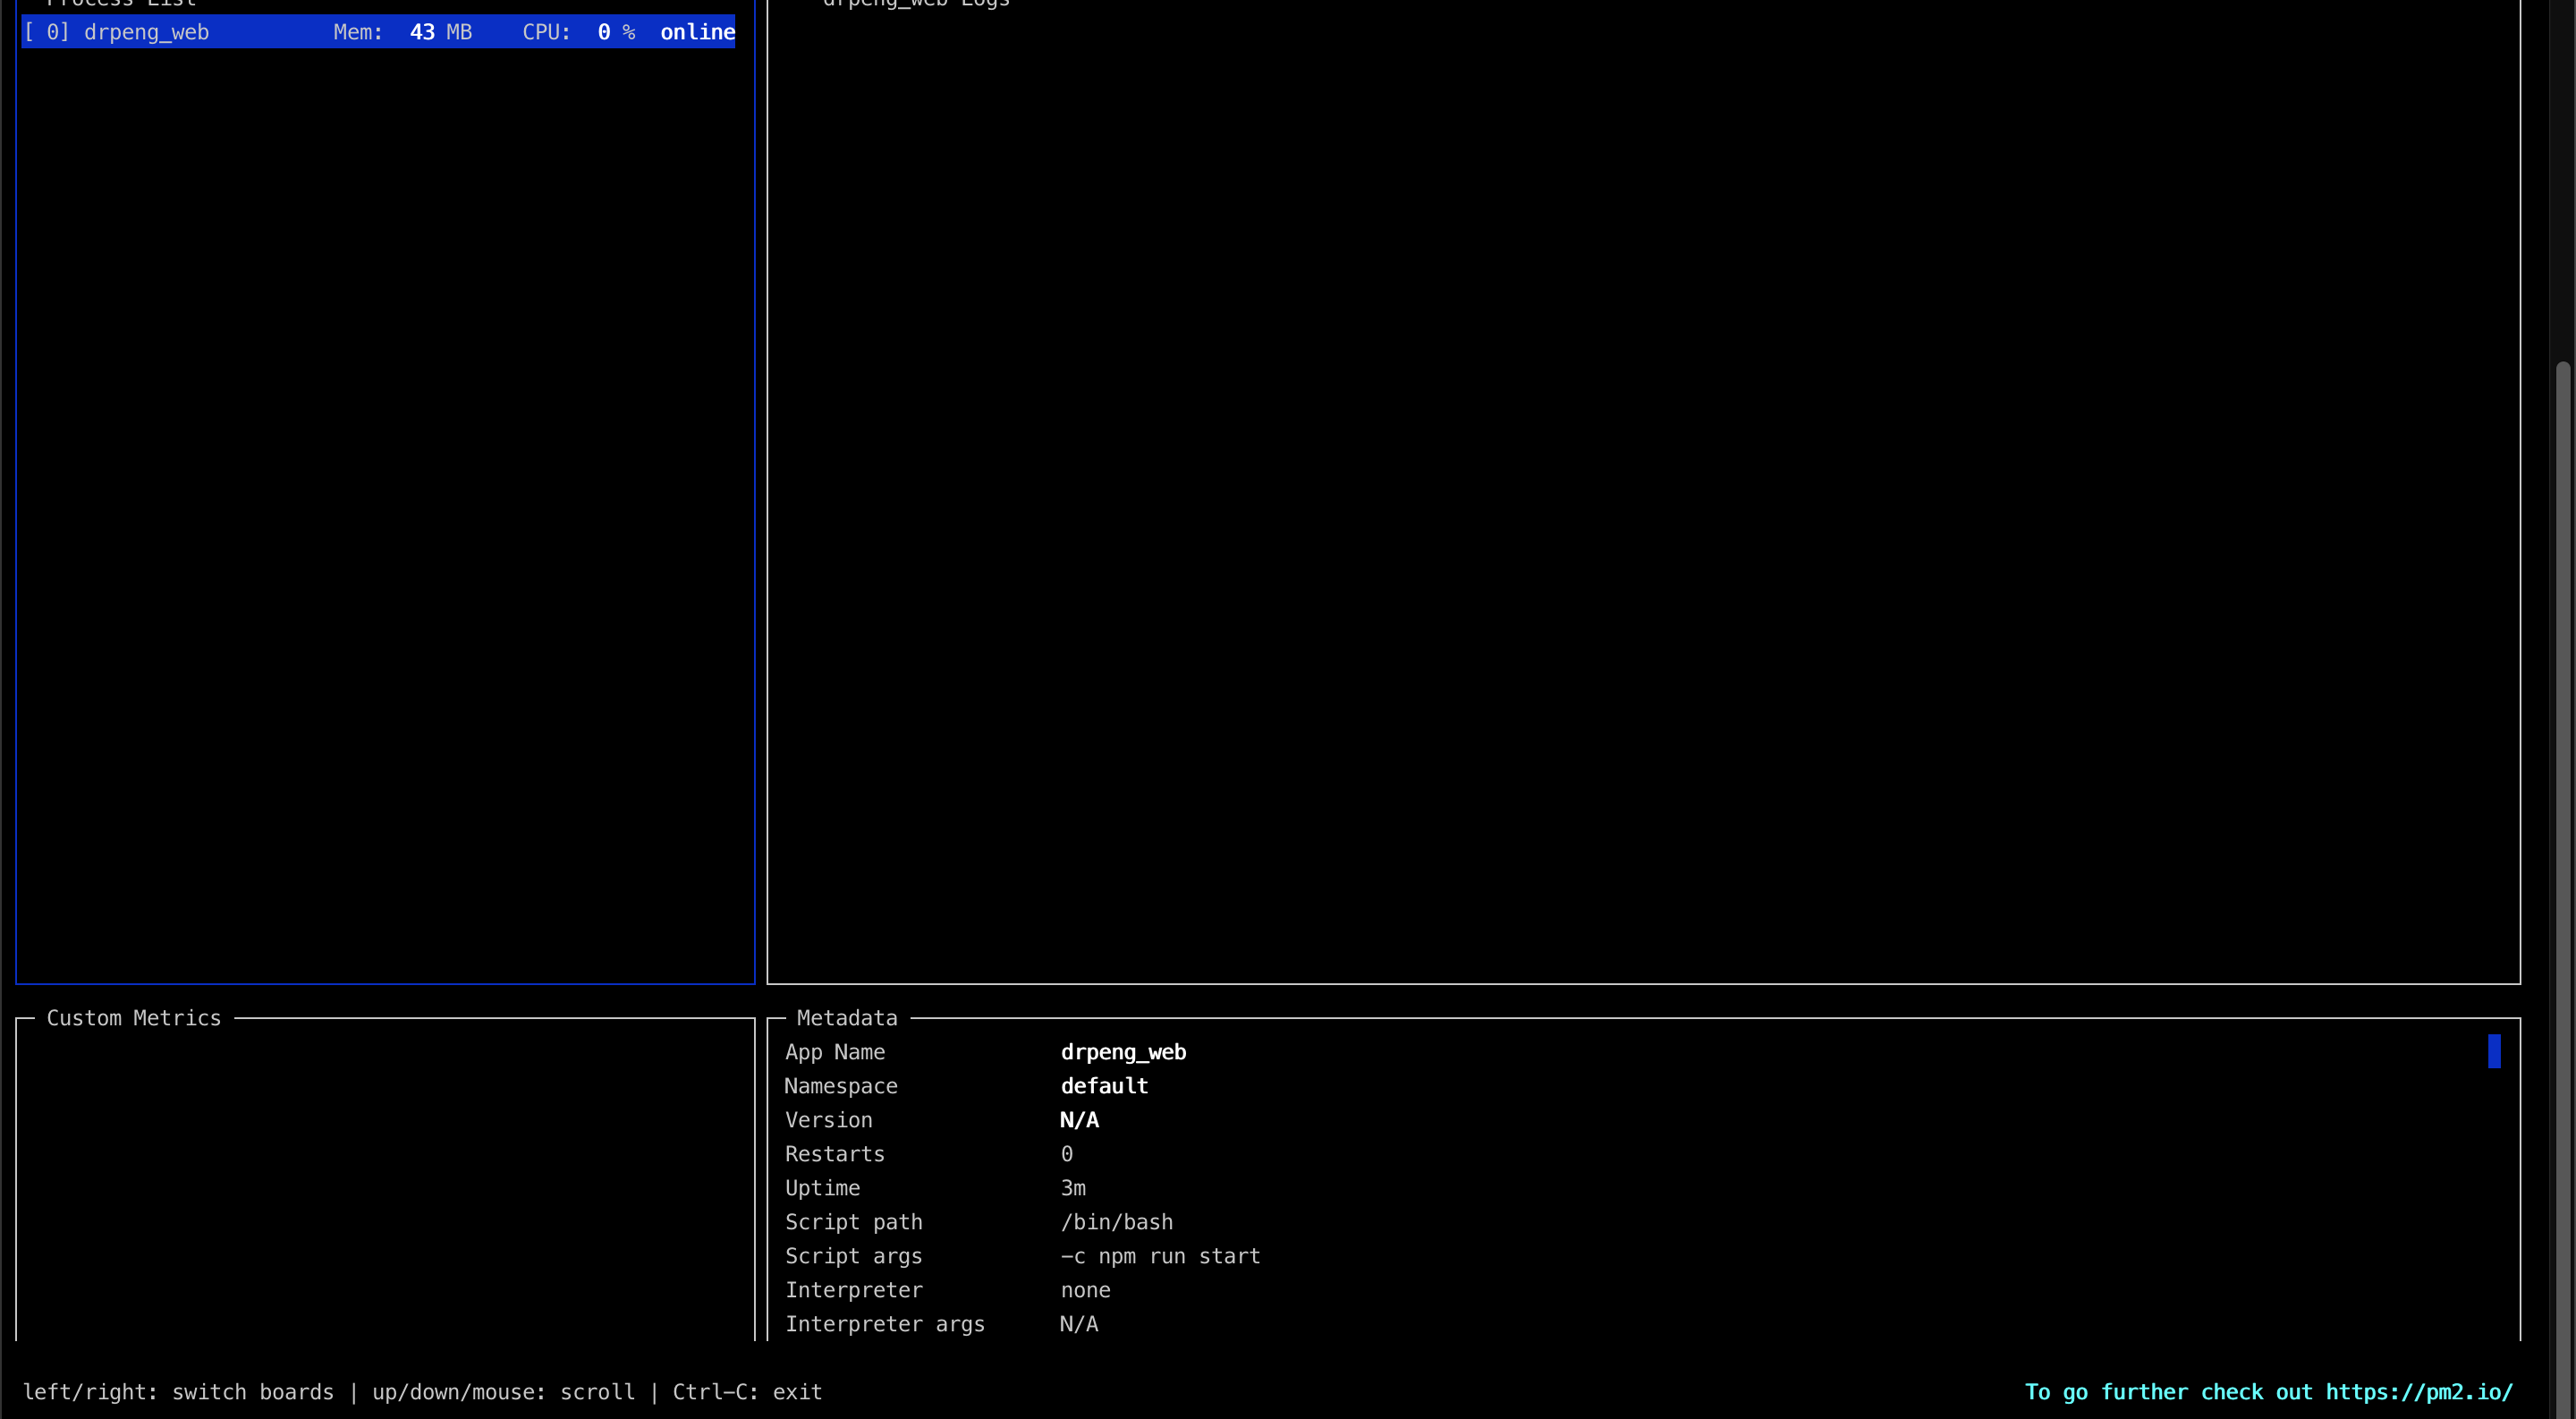 Process List
drpeng_web Logs
[ 0] drpeng_web Mem: 43 MB CPU: 0 % online
Custom Metrics
Metadata
App Name drpeng_web
Namespace default
Version N/A
Restarts 0
Uptime 3m
Script path /bin/bash
Script args -c npm run start
Interpreter none
Interpreter args N/A
left/right: switch boards | up/down/mouse: scroll | Ctrl-C: exit
To go further check out https://pm2.io/